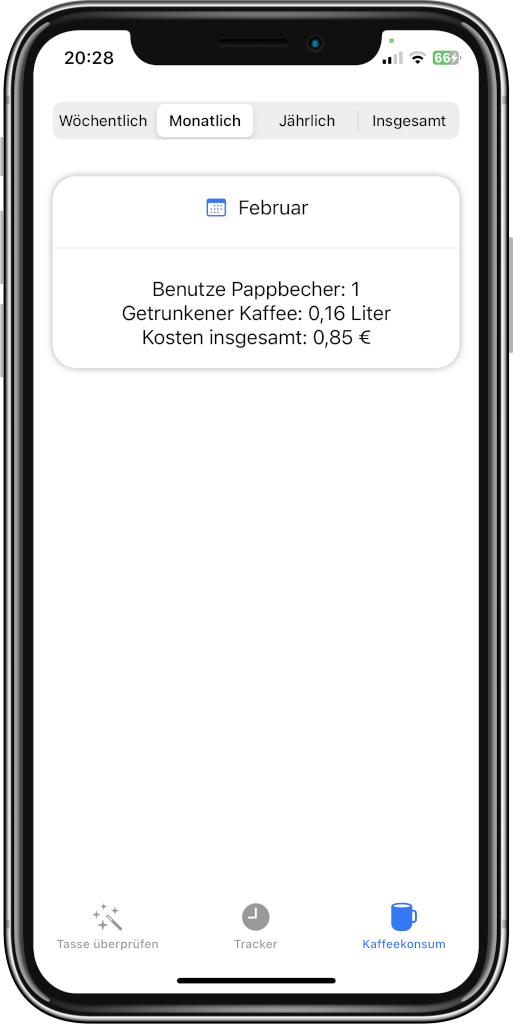 20:28
66
Wöchentlich Monatlich Jährlich Insgesamt
Februar
Benutze Pappbecher: 1
Getrunkener Kaffee: 0,16 Liter
Kosten insgesamt: 0,85 €
Tasse überprüfen Tracker Kaffeekonsum